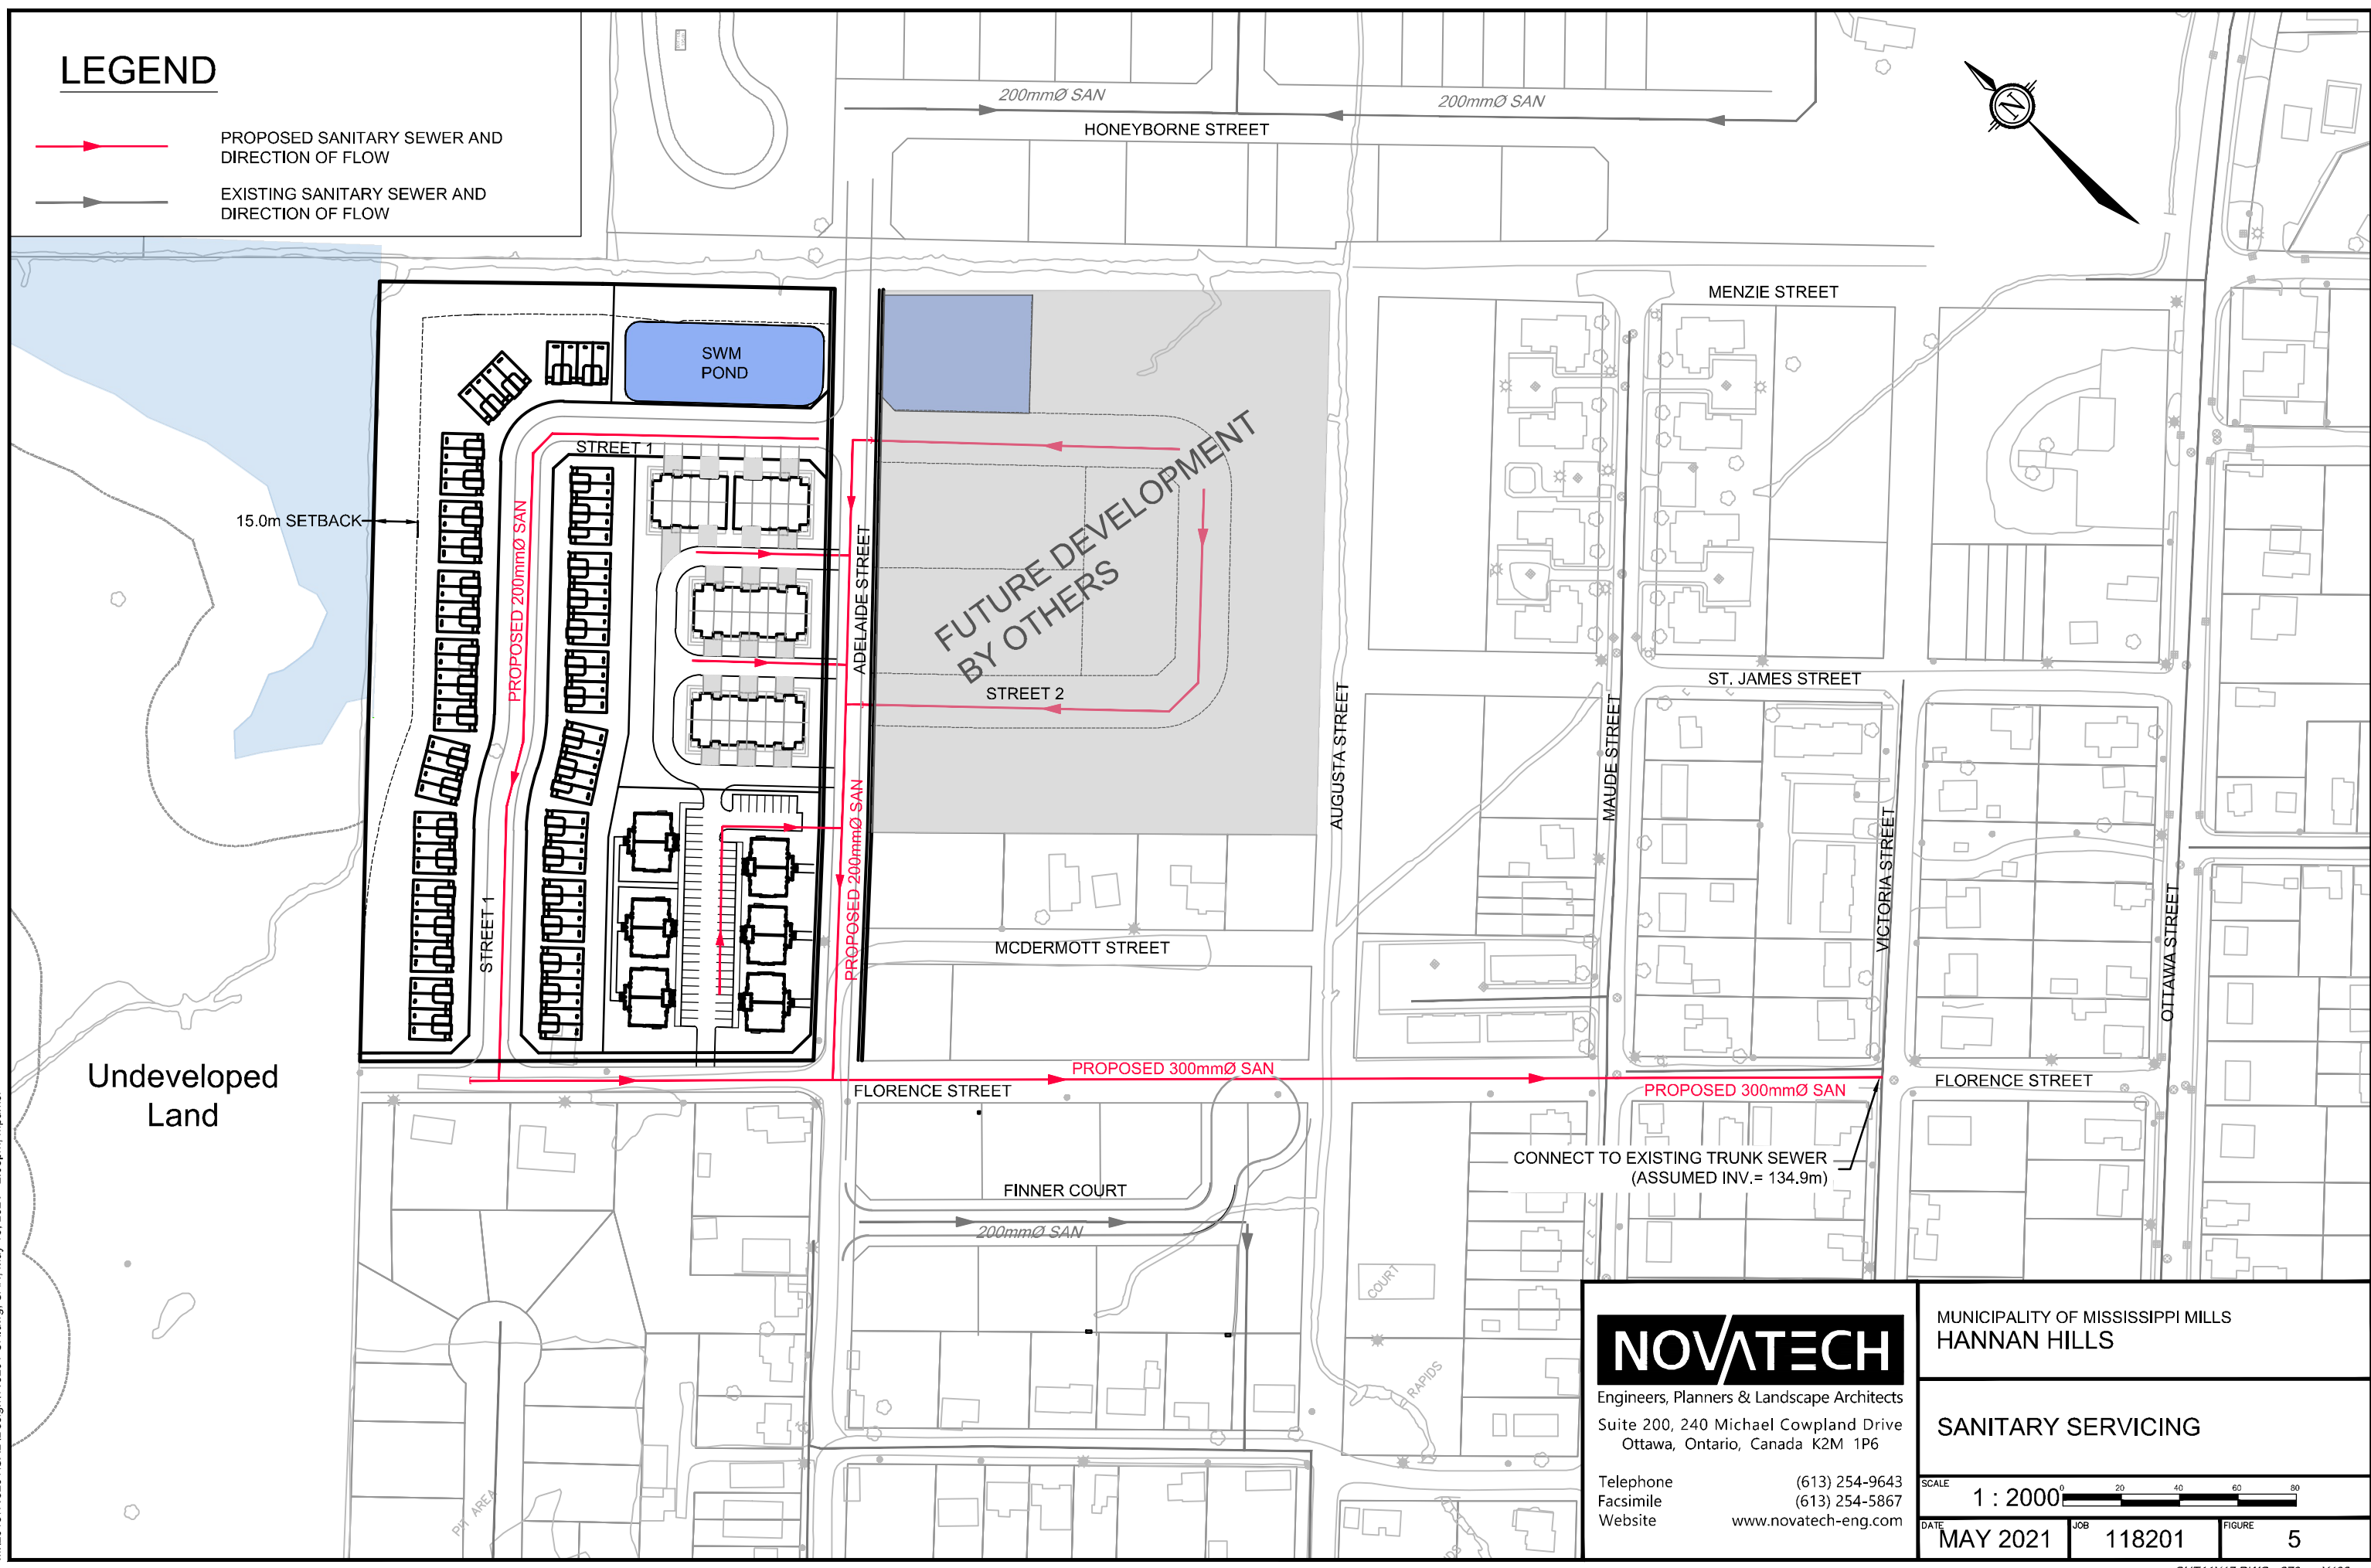 LEGEND
PROPOSED SANITARY SEWER AND
DIRECTION OF FLOW
EXISTING SANITARY SEWER AND
DIRECTION OF FLOW
200mmØ SAN
200mmØ SAN
HONEYBORNE STREET
N
MENZIE STREET
SWM
POND
STREET 1
15.0m SETBACK
PROPOSED 200mmØ SAN
ADELAIDE STREET
FUTURE DEVELOPMENT
BY OTHERS
STREET 2
ST. JAMES STREET
AUGUSTA STREET
MAUDE STREET
VICTORIA STREET
OTTAWA STREET
PROPOSED 200mmØ SAN
STREET 1
MCDERMOTT STREET
Undeveloped
Land
PROPOSED 300mmØ SAN
FLORENCE STREET
PROPOSED 300mmØ SAN
FLORENCE STREET
CONNECT TO EXISTING TRUNK SEWER
(ASSUMED INV.= 134.9m)
FINNER COURT
200mmØ SAN
COURT
RAPIDS
PIT AREA
NOVATECH
Engineers, Planners & Landscape Architects
Suite 200, 240 Michael Cowpland Drive
Ottawa, Ontario, Canada K2M 1P6
Telephone (613) 254-9643
Facsimile (613) 254-5867
Website www.novatech-eng.com
MUNICIPALITY OF MISSISSIPPI MILLS
HANNAN HILLS
SANITARY SERVICING
SCALE
1 : 2000
0 20 40 60 80
DATE MAY 2021
JOB 118201
FIGURE 5